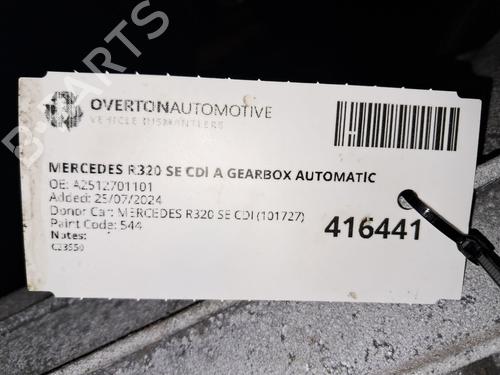 B-PARTS
OVERTONAUTOMOTIVE
VEHICLE DISMANTLERS
MERCEDES R320 SE CDI A GEARBOX AUTOMATIC
OE: A2512701101
Added: 25/07/2024
Donor Car: MERCEDES R320 SE CDI (101727)
Paint Code: 544
416441
Notes:
C23550